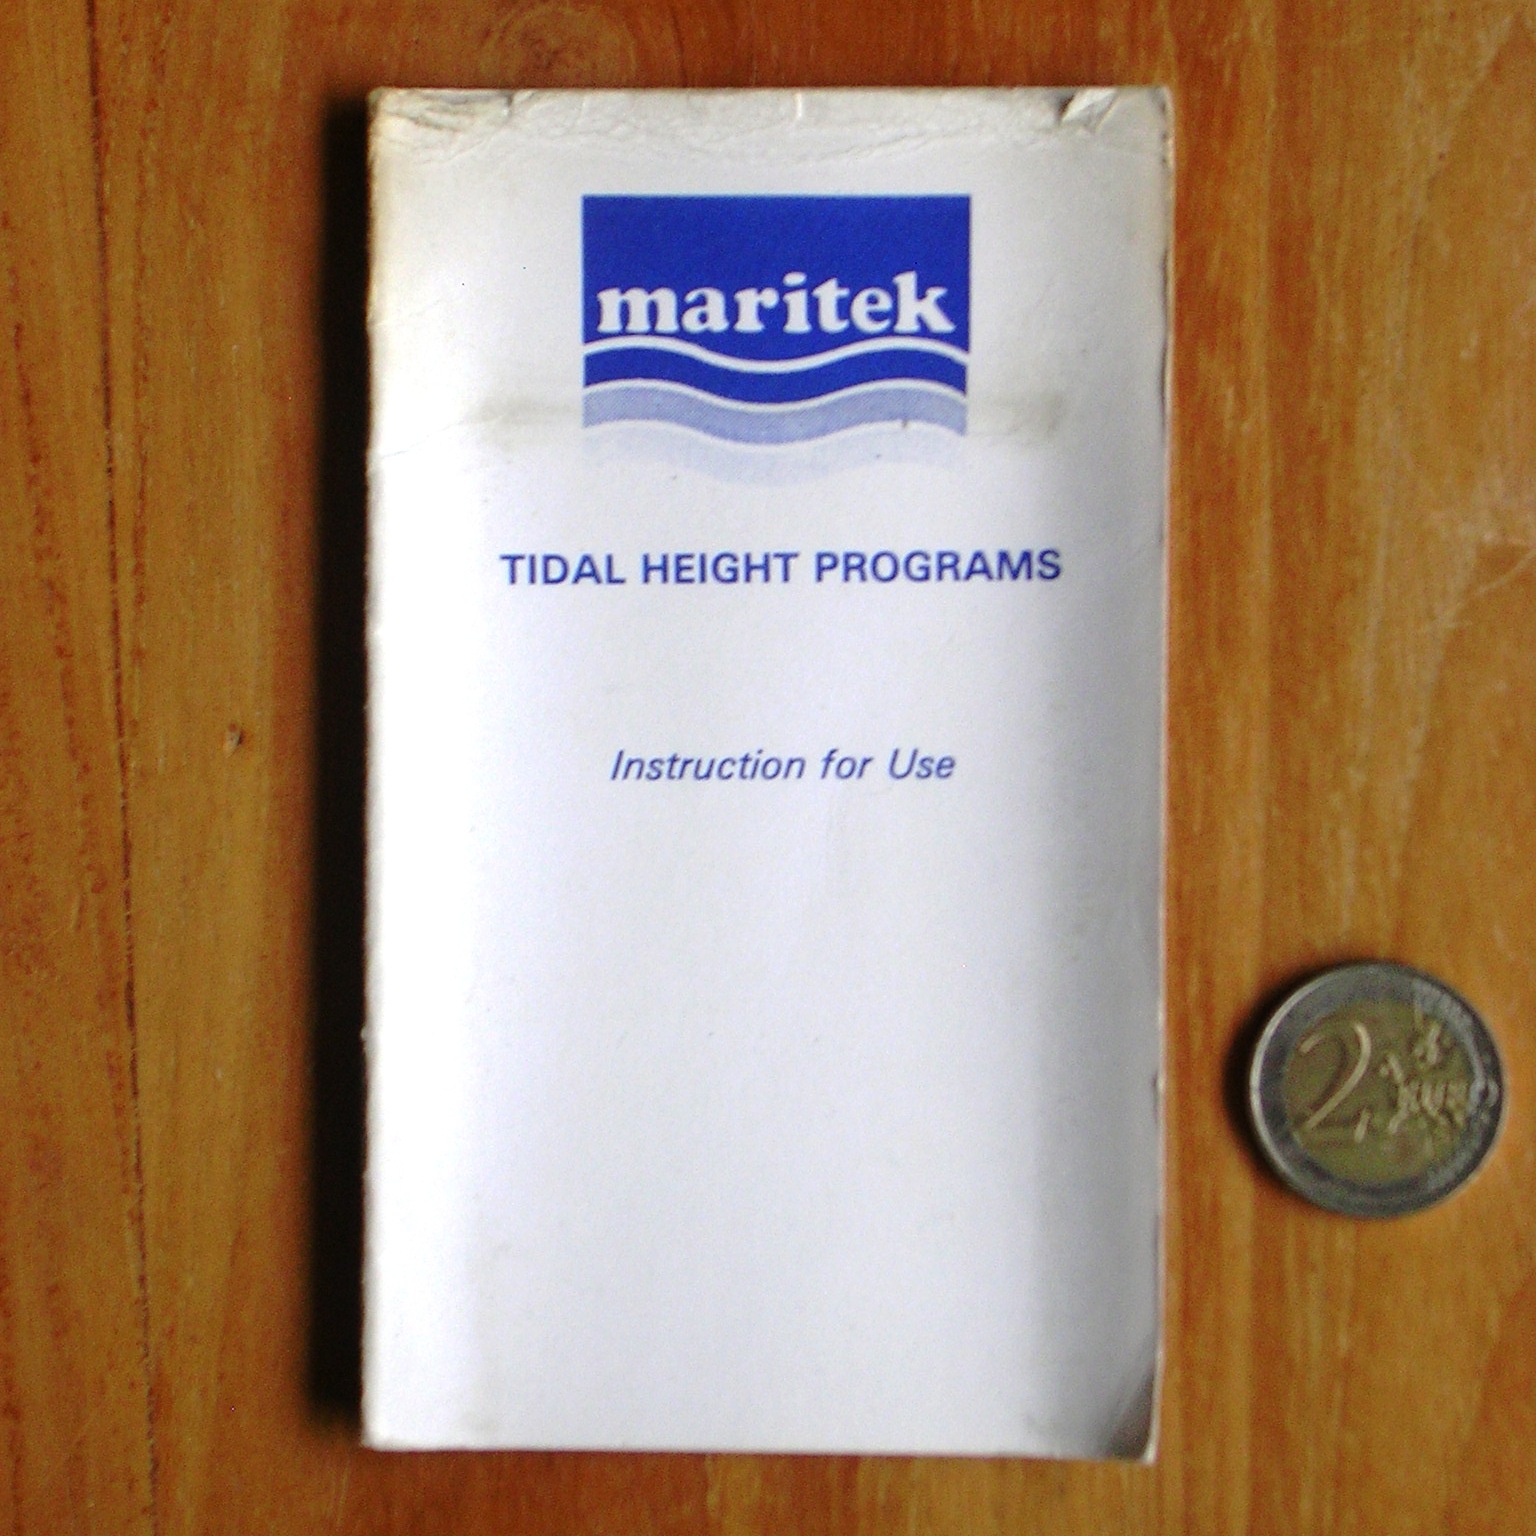 maritek
TIDAL HEIGHT PROGRAMS
Instruction for Use
2
EURO